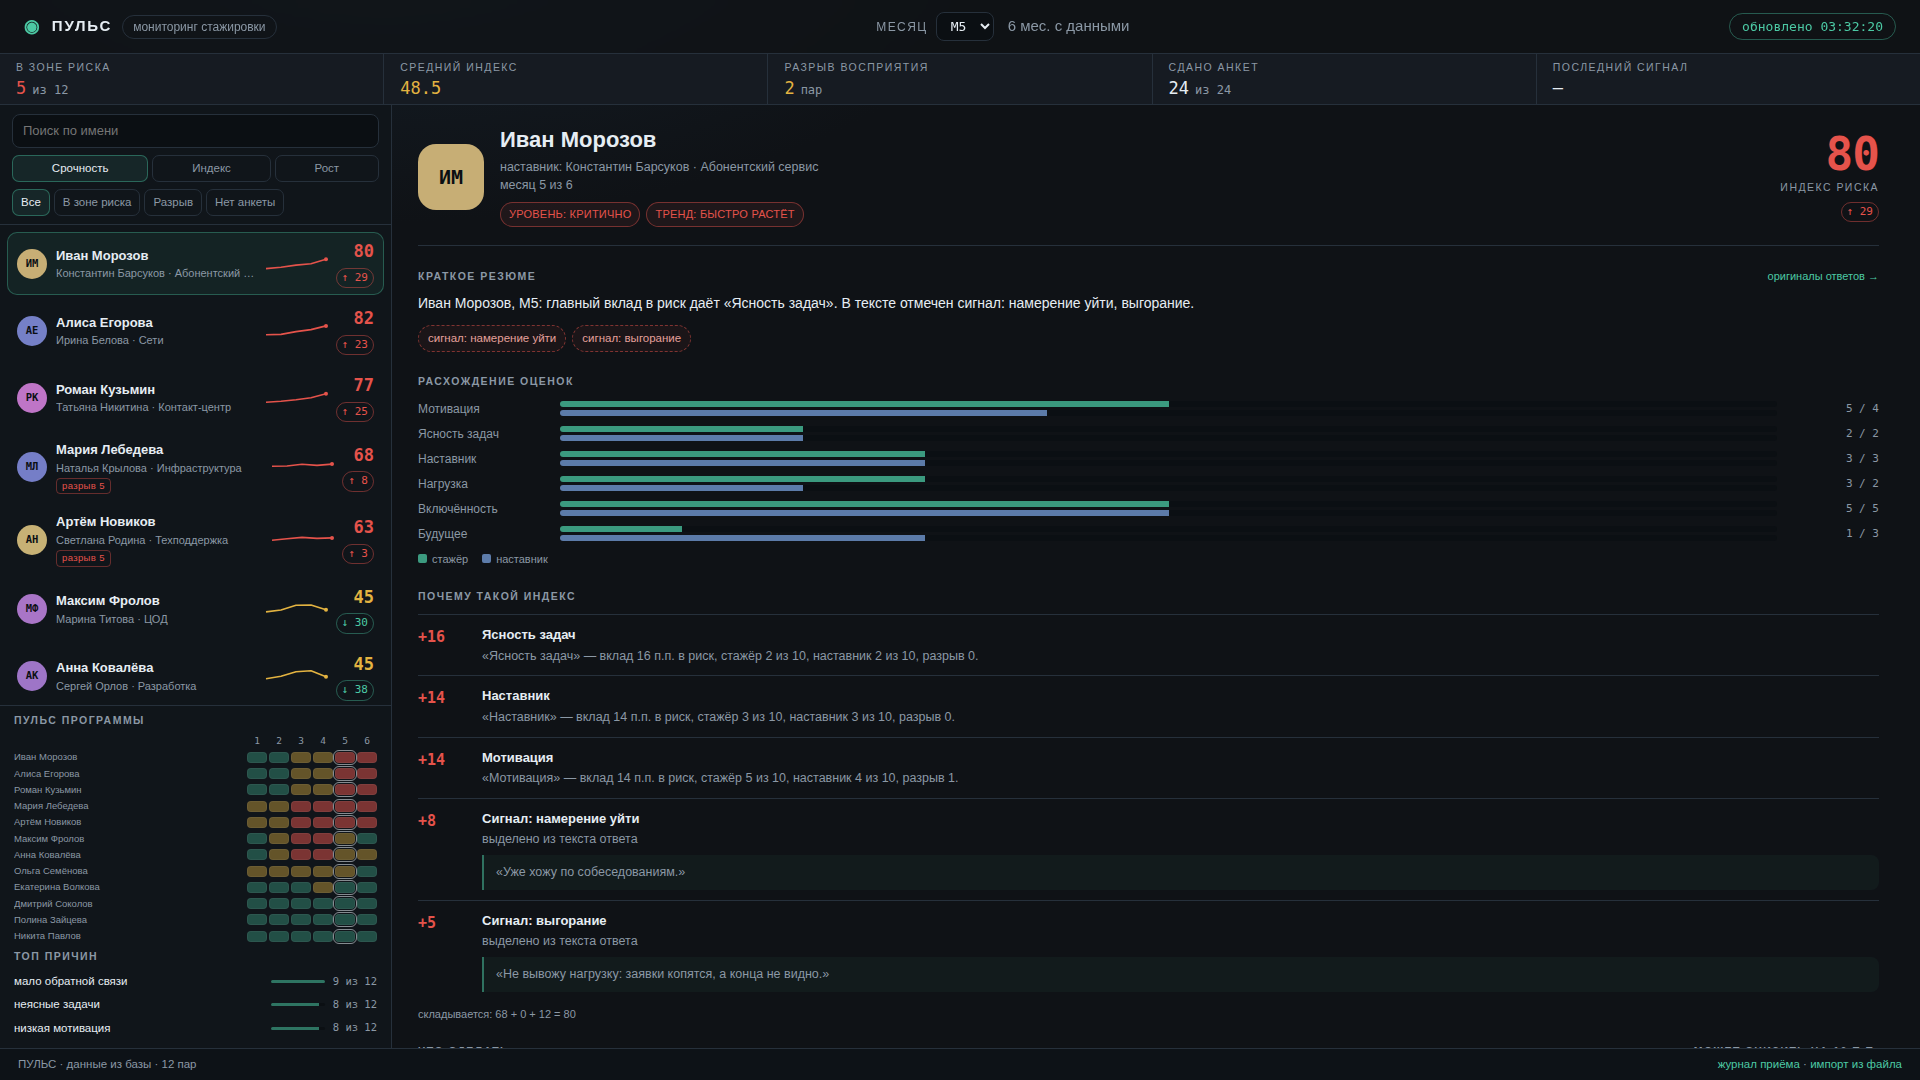 ПУЛЬС мониторинг стажировки
МЕСЯЦ M5 6 мес. с данными
обновлено 03:32:20
В ЗОНЕ РИСКА
5 из 12
СРЕДНИЙ ИНДЕКС
48.5
РАЗРЫВ ВОСПРИЯТИЯ
2 пар
СДАНО АНКЕТ
24 из 24
ПОСЛЕДНИЙ СИГНАЛ
—
Поиск по имени
Срочность Индекс Рост
Все В зоне риска Разрыв Нет анкеты
ИМ Иван Морозов 80
Константин Барсуков · Абонентский … ↑ 29
АЕ Алиса Егорова 82
Ирина Белова · Сети ↑ 23
РК Роман Кузьмин 77
Татьяна Никитина · Контакт-центр ↑ 25
МЛ Мария Лебедева 68
Наталья Крылова · Инфраструктура ↑ 8
разрыв 5
АН Артём Новиков 63
Светлана Родина · Техподдержка ↑ 3
разрыв 5
МФ Максим Фролов 45
Марина Титова · ЦОД ↓ 30
АК Анна Ковалёва 45
Сергей Орлов · Разработка ↓ 38
ПУЛЬС ПРОГРАММЫ
1 2 3 4 5 6
Иван Морозов
Алиса Егорова
Роман Кузьмин
Мария Лебедева
Артём Новиков
Максим Фролов
Анна Ковалёва
Ольга Семёнова
Екатерина Волкова
Дмитрий Соколов
Полина Зайцева
Никита Павлов
ТОП ПРИЧИН
мало обратной связи 9 из 12
неясные задачи 8 из 12
низкая мотивация 8 из 12
ИМ
Иван Морозов
наставник: Константин Барсуков · Абонентский сервис
месяц 5 из 6
УРОВЕНЬ: КРИТИЧНО ТРЕНД: БЫСТРО РАСТЁТ
80
ИНДЕКС РИСКА
↑ 29
КРАТКОЕ РЕЗЮМЕ
оригиналы ответов →
Иван Морозов, M5: главный вклад в риск даёт «Ясность задач». В тексте отмечен сигнал: намерение уйти, выгорание.
сигнал: намерение уйти сигнал: выгорание
РАСХОЖДЕНИЕ ОЦЕНОК
Мотивация 5 / 4
Ясность задач 2 / 2
Наставник 3 / 3
Нагрузка 3 / 2
Включённость 5 / 5
Будущее 1 / 3
стажёр наставник
ПОЧЕМУ ТАКОЙ ИНДЕКС
+16 Ясность задач
«Ясность задач» — вклад 16 п.п. в риск, стажёр 2 из 10, наставник 2 из 10, разрыв 0.
+14 Наставник
«Наставник» — вклад 14 п.п. в риск, стажёр 3 из 10, наставник 3 из 10, разрыв 0.
+14 Мотивация
«Мотивация» — вклад 14 п.п. в риск, стажёр 5 из 10, наставник 4 из 10, разрыв 1.
+8 Сигнал: намерение уйти
выделено из текста ответа
«Уже хожу по собеседованиям.»
+5 Сигнал: выгорание
выделено из текста ответа
«Не вывожу нагрузку: заявки копятся, а конца не видно.»
складывается: 68 + 0 + 12 = 80
ПУЛЬС · данные из базы · 12 пар
журнал приёма · импорт из файла